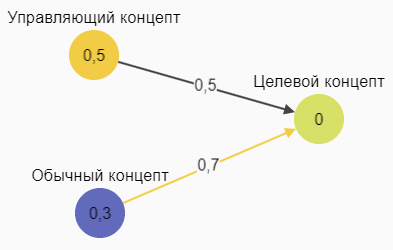 Управляющий концепт
0,5
0,5
Целевой концепт
0
Обычный концепт
0,7
0,3